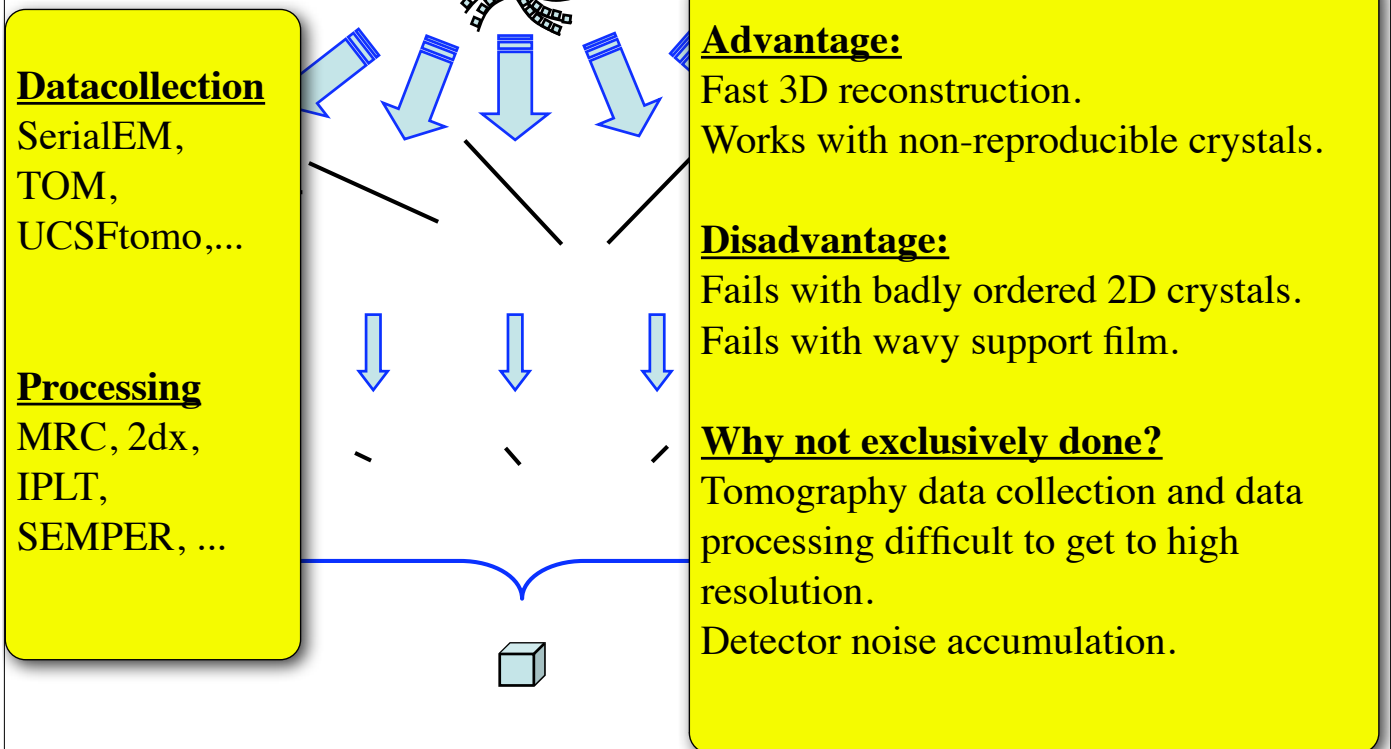 Datacollection
SerialEM,
TOM,
UCSFtomo,...
Processing
MRC, 2dx,
IPLT,
SEMPER, ...
Advantage:
Fast 3D reconstruction.
Works with non-reproducible crystals.
Disadvantage:
Fails with badly ordered 2D crystals.
Fails with wavy support film.
Why not exclusively done?
Tomography data collection and data
processing difficult to get to high
resolution.
Detector noise accumulation.